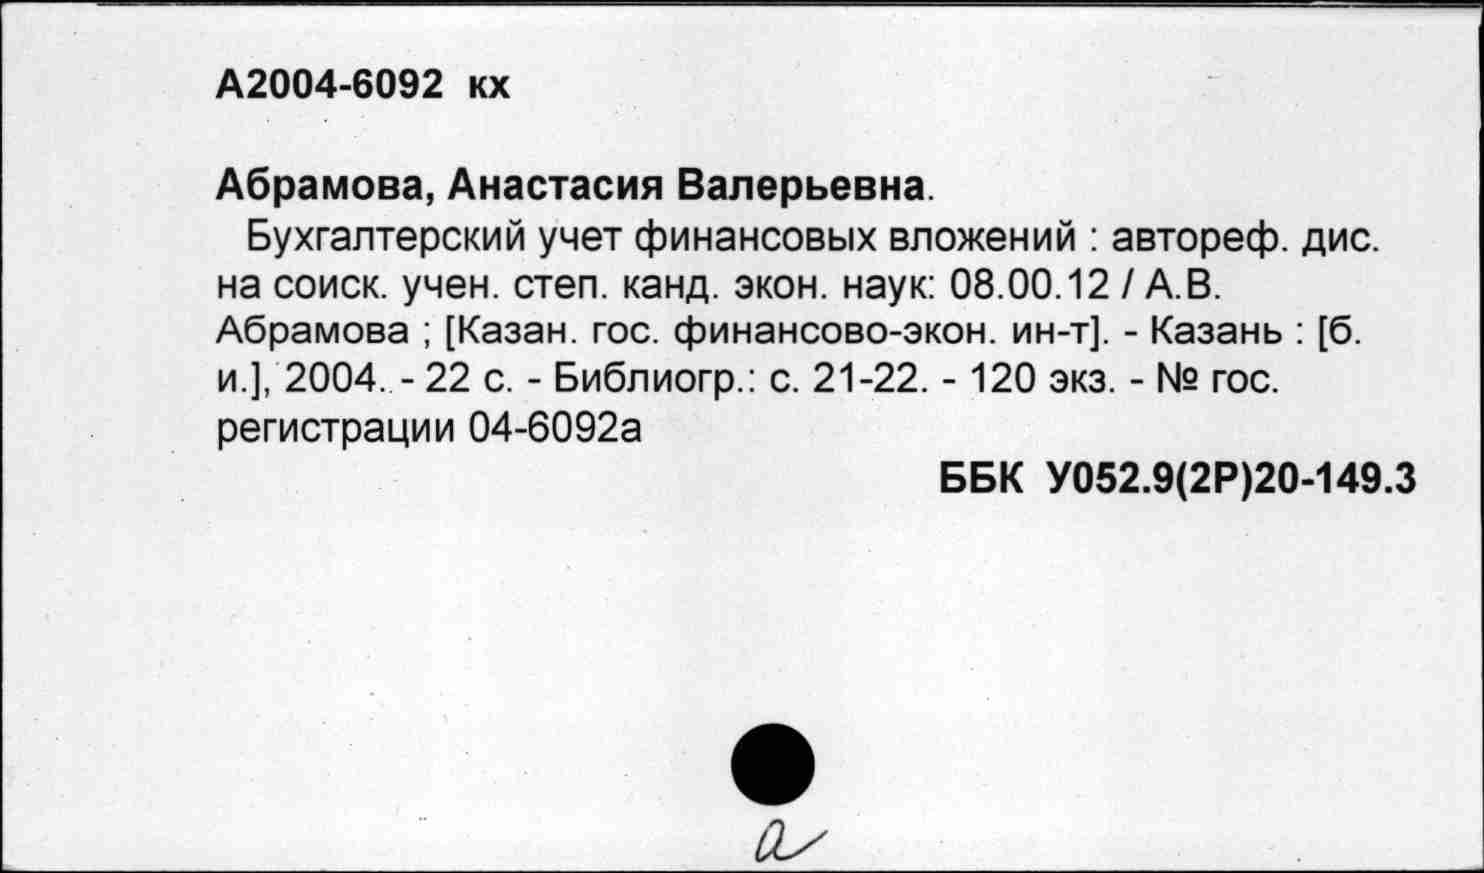 А2004-6092 кх
Абрамова, Анастасия Валерьевна.
Бухгалтерский учет финансовых вложений : автореф. дис.
на соиск. учен. степ. канд. экон. наук: 08.00.12 / А.В.
Абрамова ; [Казан. гос. финансово-экон. ин-т]. - Казань : [б.
и.], 2004. - 22 с. - Библиогр.: с. 21-22. - 120 экз. - № гос.
регистрации 04-6092а
ББК У052.9(2Р)20-149.3
а